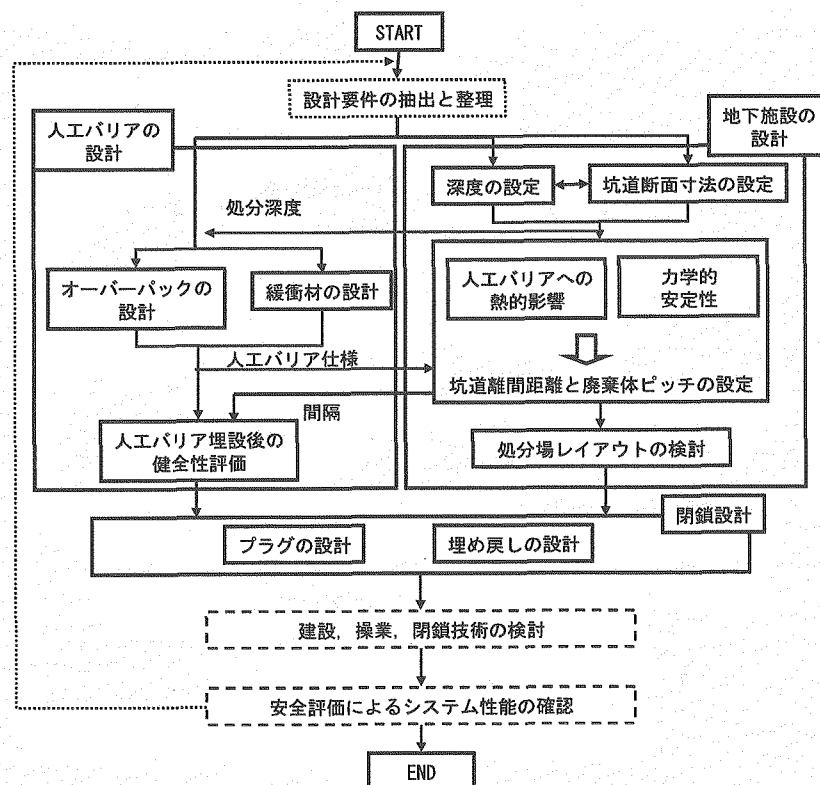 START
設計要件の抽出と整理
人工バリアの
設計
地下施設の
設計
深度の設定
坑道断面寸法の設定
処分深度
オーバーパックの
設計
緩衝材の設計
人工バリアへの
熱的影響
力学的
安定性
人工バリア仕様
坑道離間距離と廃棄体ピッチの設定
間隔
人工バリア埋設後の
健全性評価
処分場レイアウトの検討
閉鎖設計
プラグの設計
埋め戻しの設計
建設，操業，閉鎖技術の検討
安全評価によるシステム性能の確認
END